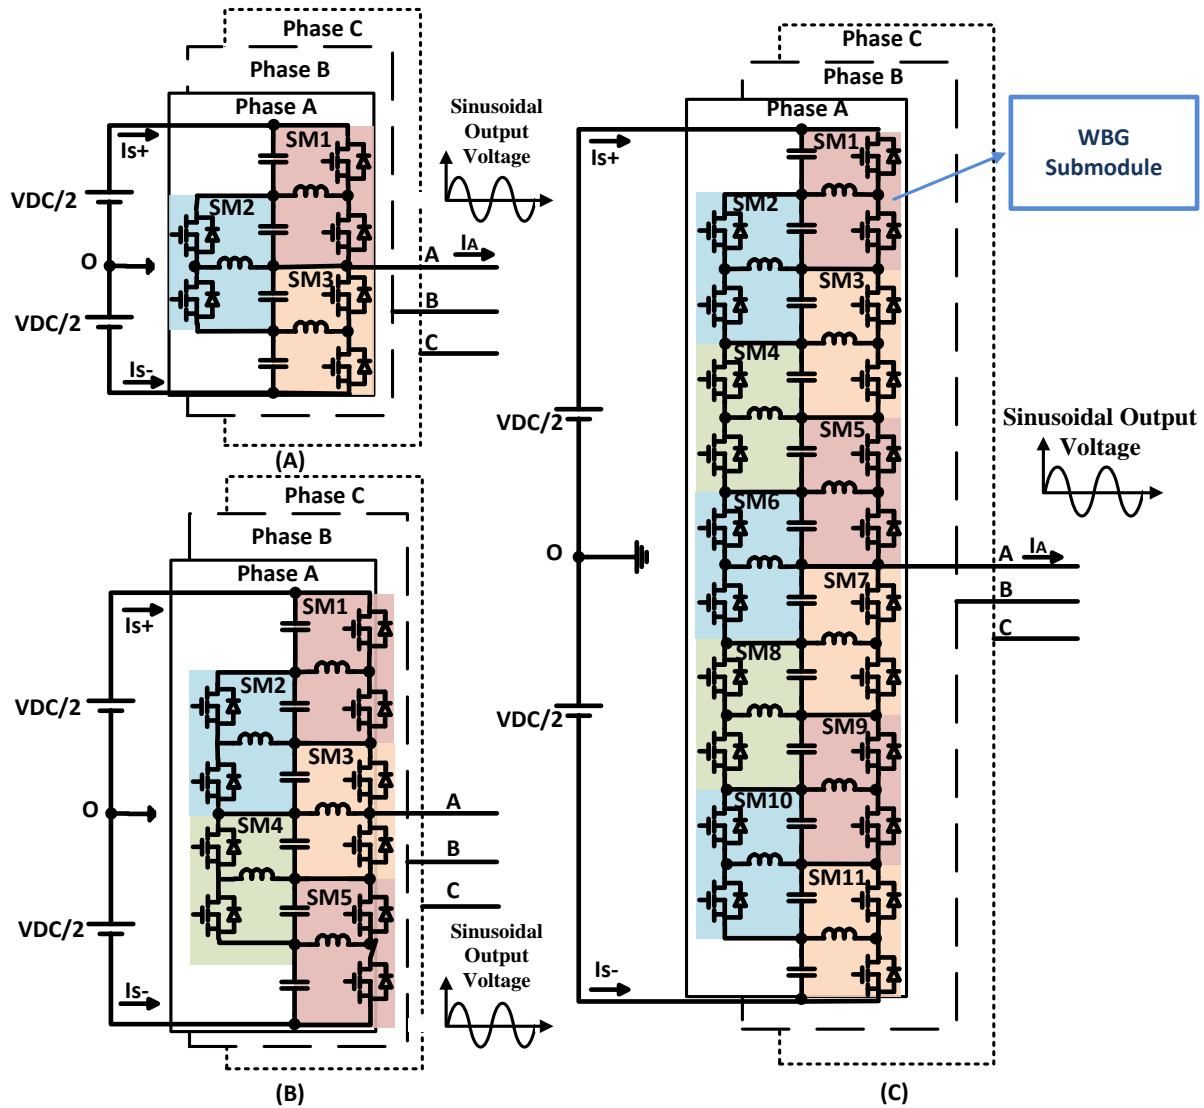 Phase C
Phase B
Phase A
Is+
SM1
VDC/2
SM2
O
SM3
VDC/2
Is-
Sinusoidal
Output
Voltage
IA
A
B
C
(A)
Phase C
Phase B
Phase A
Is+
SM1
SM2
VDC/2
SM3
O
SM4
A
B
C
SM5
VDC/2
Is-
Sinusoidal
Output
Voltage
(B)
Phase C
Phase B
Phase A
Is+
SM1
WBG
Submodule
SM2
SM3
SM4
VDC/2
SM5
Sinusoidal Output
Voltage
SM6
O
A
IA
SM7
B
C
SM8
VDC/2
SM9
SM10
SM11
Is-
(C)